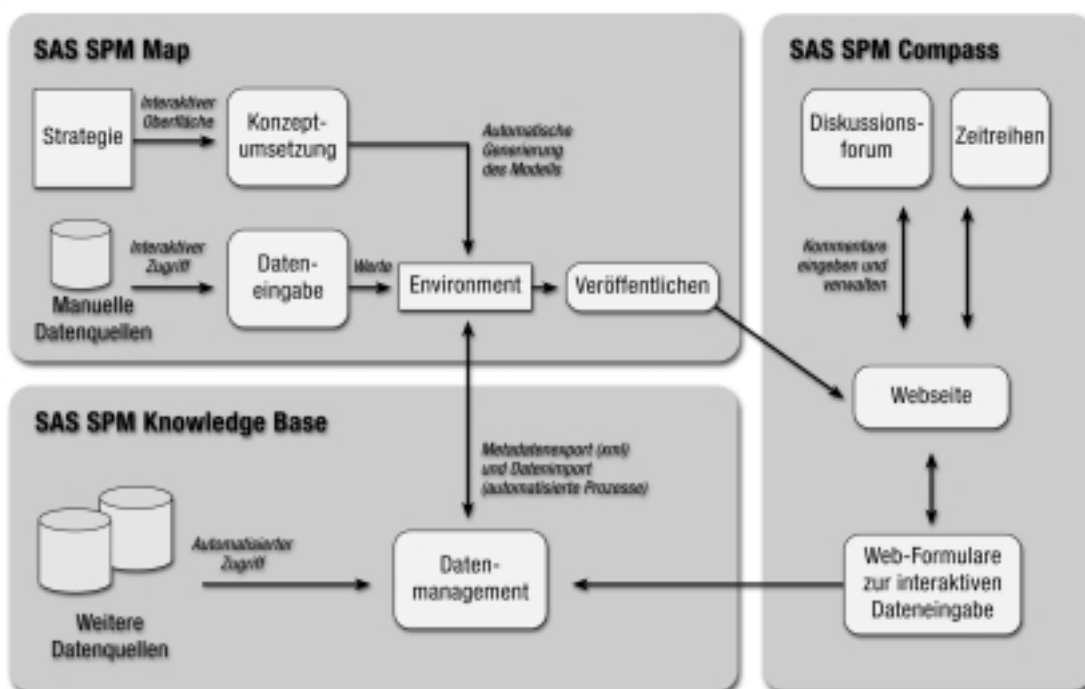 SAS SPM Map
Strategie
Interaktiver
Oberfläche
Konzept-
umsetzung
Automatische
Generierung
des Modells
Manuelle
Datenquellen
Interaktiver
Zugriff
Daten-
eingabe
Werte
Environment
Veröffentlichen
SAS SPM Compass
Diskussions-
forum
Zeitreihen
Kommentare
eingeben und
verwalten
Webseite
Web-Formulare
zur interaktiven
Dateneingabe
SAS SPM Knowledge Base
Metadatenexport (xml)
und Datenimport
(automatisierte Prozesse)
Weitere
Datenquellen
Automatisierter
Zugriff
Daten-
management